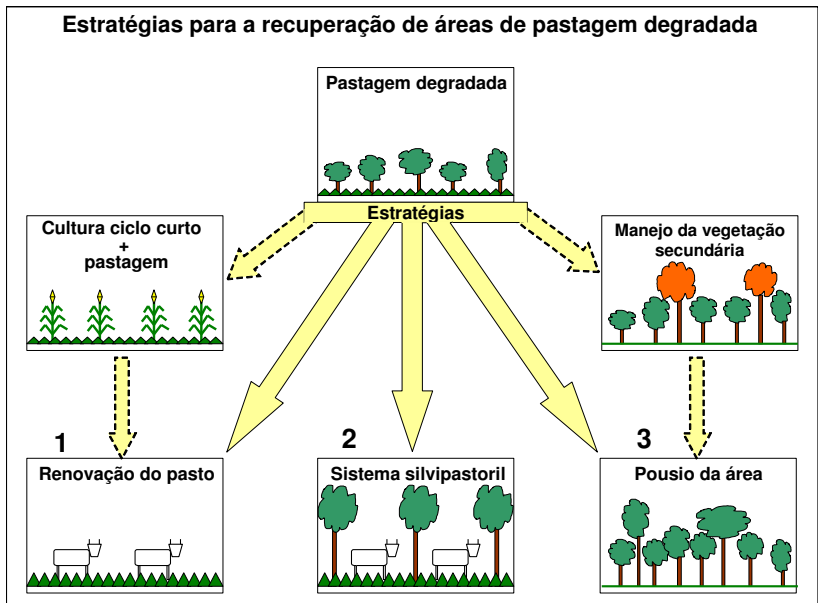 Estratégias para a recuperação de áreas de pastagem degradada
Pastagem degradada
Estratégias
Cultura ciclo curto
+
pastagem
Manejo da vegetação
secundária
1
Renovação do pasto
2
Sistema silvipastoril
3
Pousio da área